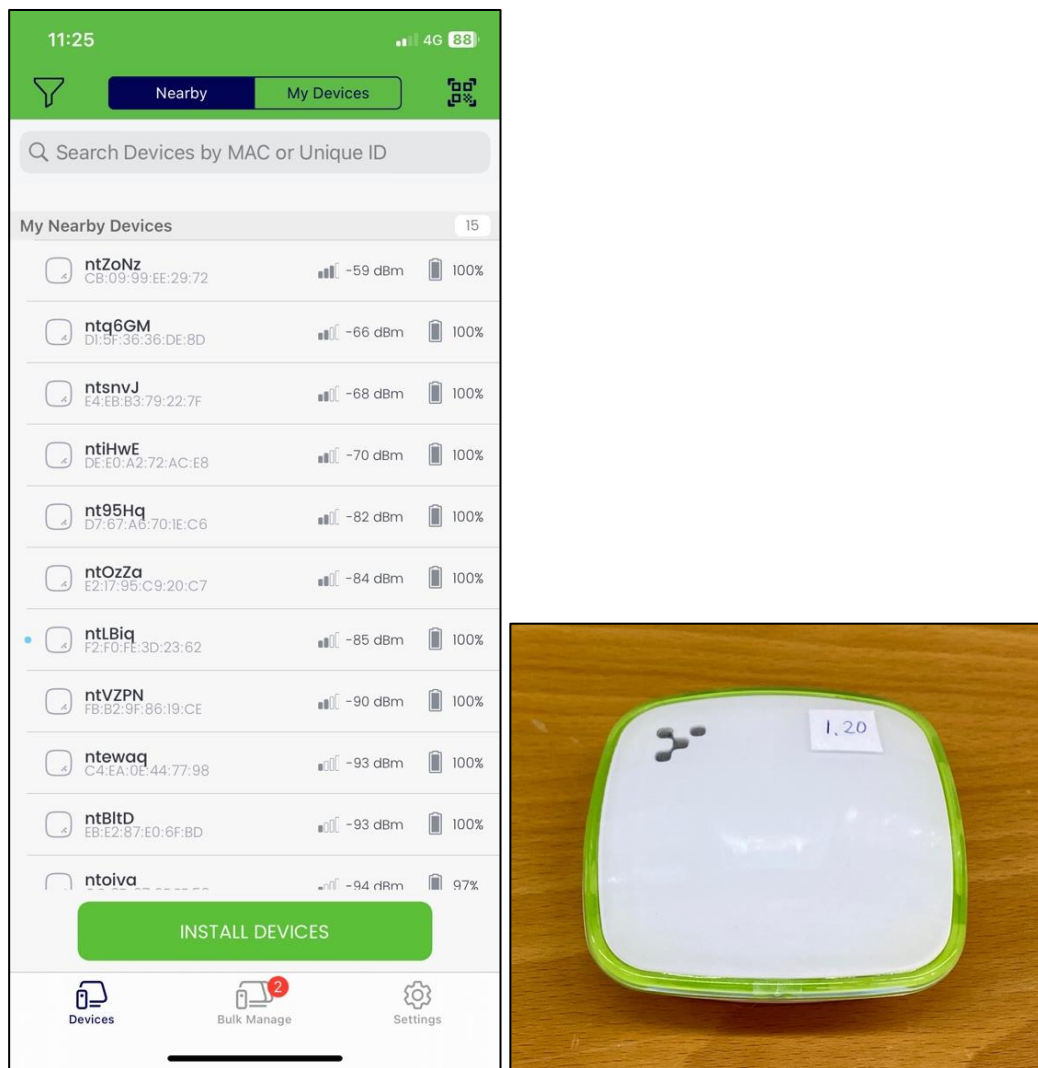 11:25 4G 88
Nearby My Devices
Search Devices by MAC or Unique ID
My Nearby Devices 15
ntZoNz -59 dBm 100%
CB:09:99:EE:29:72
ntq6GM -66 dBm 100%
D1:5F:36:36:DE:8D
ntsnvJ -68 dBm 100%
E4:EB:B3:79:22:7F
ntiHwE -70 dBm 100%
DE:E0:A2:72:AC:E8
nt95Hq -82 dBm 100%
D7:67:A6:70:1E:C6
ntOzZa -84 dBm 100%
E2:17:95:C9:20:C7
ntLBiq -85 dBm 100%
F2:F0:FE:3D:23:62
ntVZPN -90 dBm 100%
FB:B2:9F:86:19:CE
ntewaq -93 dBm 100%
C4:EA:0E:44:77:98
ntBltD -93 dBm 100%
EB:E2:87:E0:6F:BD
ntoiva -94 dBm 97%
INSTALL DEVICES
2
Devices Bulk Manage Settings
1.20